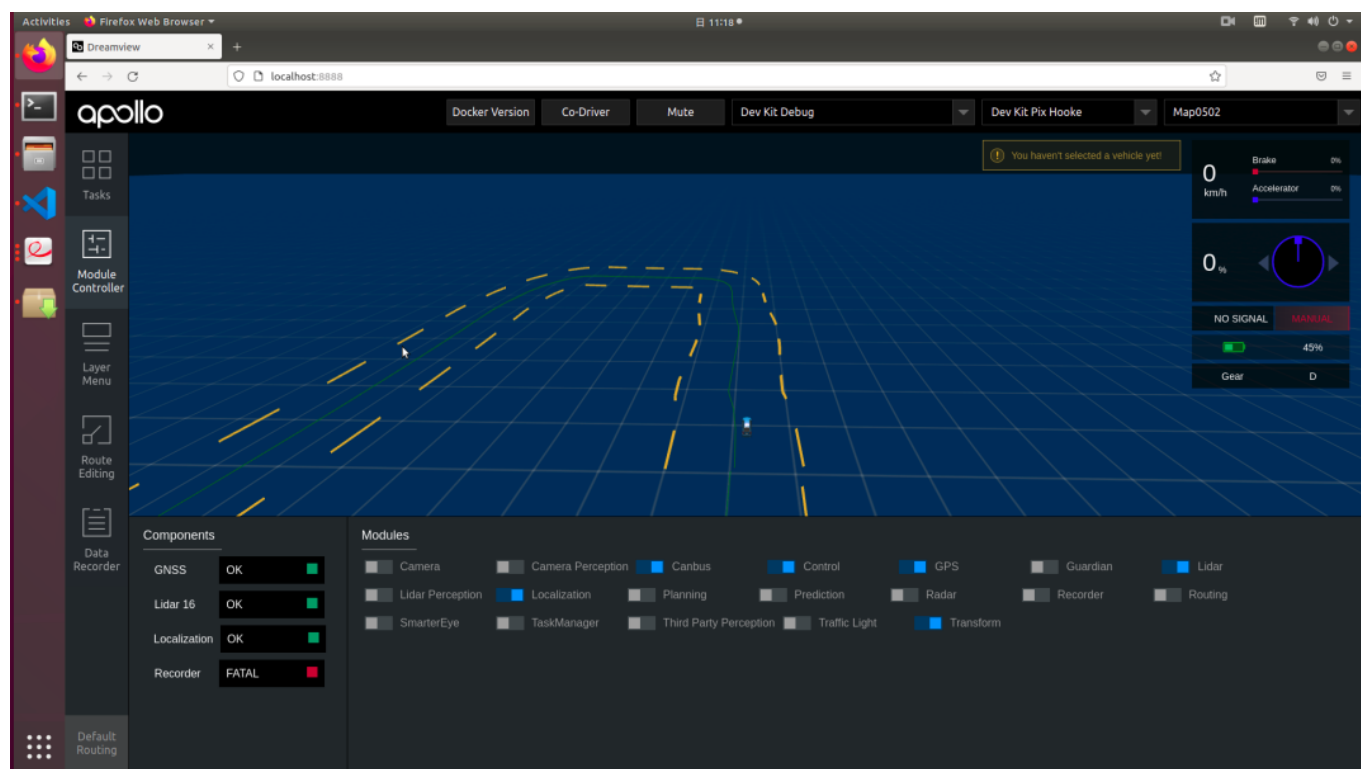 Activities Firefox Web Browser 日 11:18
Dreamview × +
localhost:8888
apollo Docker Version Co-Driver Mute Dev Kit Debug Dev Kit Pix Hooke Map0502
You haven't selected a vehicle yet!
Tasks
Module
Controller
Layer
Menu
Route
Editing
Data
Recorder
Default
Routing
0
km/h
Brake 0%
Accelerator 0%
0 %
NO SIGNAL MANUAL
45%
Gear D
Components
GNSS OK
Lidar 16 OK
Localization OK
Recorder FATAL
Modules
Camera Camera Perception Canbus Control GPS Guardian Lidar
Lidar Perception Localization Planning Prediction Radar Recorder Routing
SmarterEye TaskManager Third Party Perception Traffic Light Transform